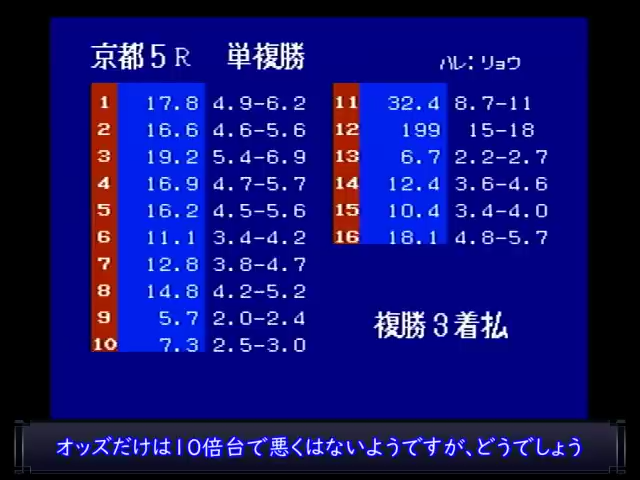 京都5R 単複勝 ハレ:リョウ
1 17.8 4.9-6.2
2 16.6 4.6-5.6
3 19.2 5.4-6.9
4 16.9 4.7-5.7
5 16.2 4.5-5.6
6 11.1 3.4-4.2
7 12.8 3.8-4.7
8 14.8 4.2-5.2
9 5.7 2.0-2.4
10 7.3 2.5-3.0
11 32.4 8.7-11
12 199 15-18
13 6.7 2.2-2.7
14 12.4 3.6-4.6
15 10.4 3.4-4.0
16 18.1 4.8-5.7
複勝3着払
オッズだけは10倍台で悪くはないようですが、どうでしょう